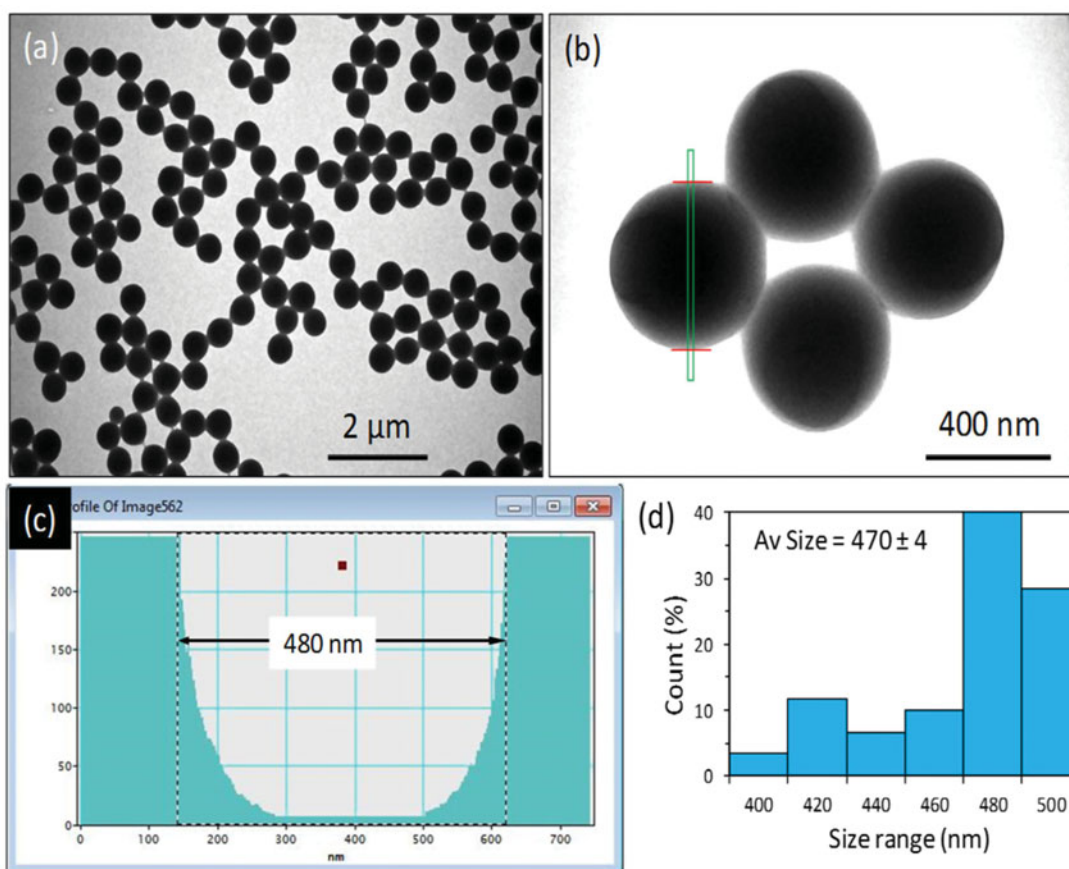 (a)
2 µm
(b)
400 nm
(c)
rofile Of Image562
200
150
100
50
0
480 nm
0 100 200 300 400 500 600 700
nm
(d)
Av Size = 470 ± 4
Count (%)
40
30
20
10
0
400 420 440 460 480 500
Size range (nm)